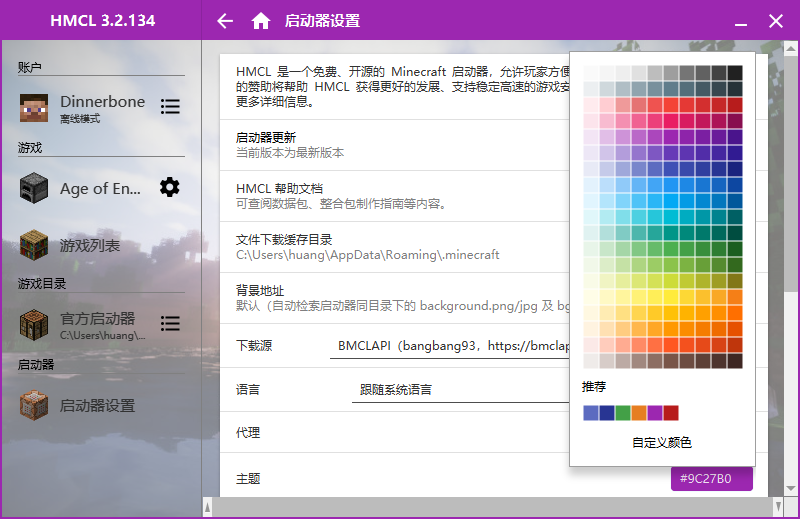 HMCL 3.2.134
启动器设置
账户
Dinnerbone
离线模式
游戏
Age of En...
游戏列表
游戏目录
官方启动器
C:\Users\huang\...
启动器
启动器设置
HMCL 是一个免费、开源的 Minecraft 启动器，允许玩家方便
的赞助将帮助 HMCL 获得更好的发展、支持稳定高速的游戏安
更多详细信息。
启动器更新
当前版本为最新版本
HMCL 帮助文档
可查阅数据包、整合包制作指南等内容。
文件下载缓存目录
C:\Users\huang\AppData\Roaming\.minecraft
背景地址
默认（自动检索启动器同目录下的 background.png/jpg 及 bg
下载源
BMCLAPI（bangbang93，https://bmclap
语言
跟随系统语言
代理
主题
#9C27B0
推荐
自定义颜色